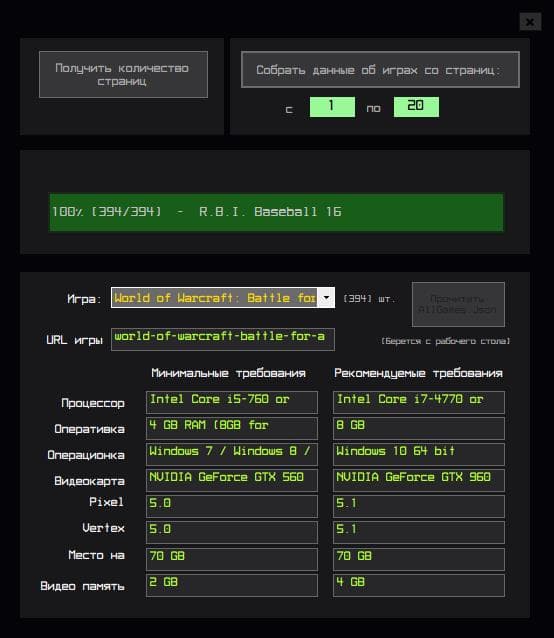 ×
Получить количество
страниц
Собрать данные об играх со страниц:
с 1 по 20
100% [394/394] - R.B.I. Baseball 16
Игра: World of Warcraft: Battle for [394] шт.
Прочитать
AllGames.Json
URL игры world-of-warcraft-battle-for-a
(Берется с рабочего стола)
Минимальные требования Рекомендуемые требования
Процессор Intel Core i5-760 or Intel Core i7-4770 or
Оперативка 4 GB RAM (8GB for 8 GB
Операционка Windows 7 / Windows 8 / Windows 10 64 bit
Видеокарта NVIDIA GeForce GTX 560 NVIDIA GeForce GTX 960
Pixel 5.0 5.1
Vertex 5.0 5.1
Место на 70 GB 70 GB
Видео память 2 GB 4 GB